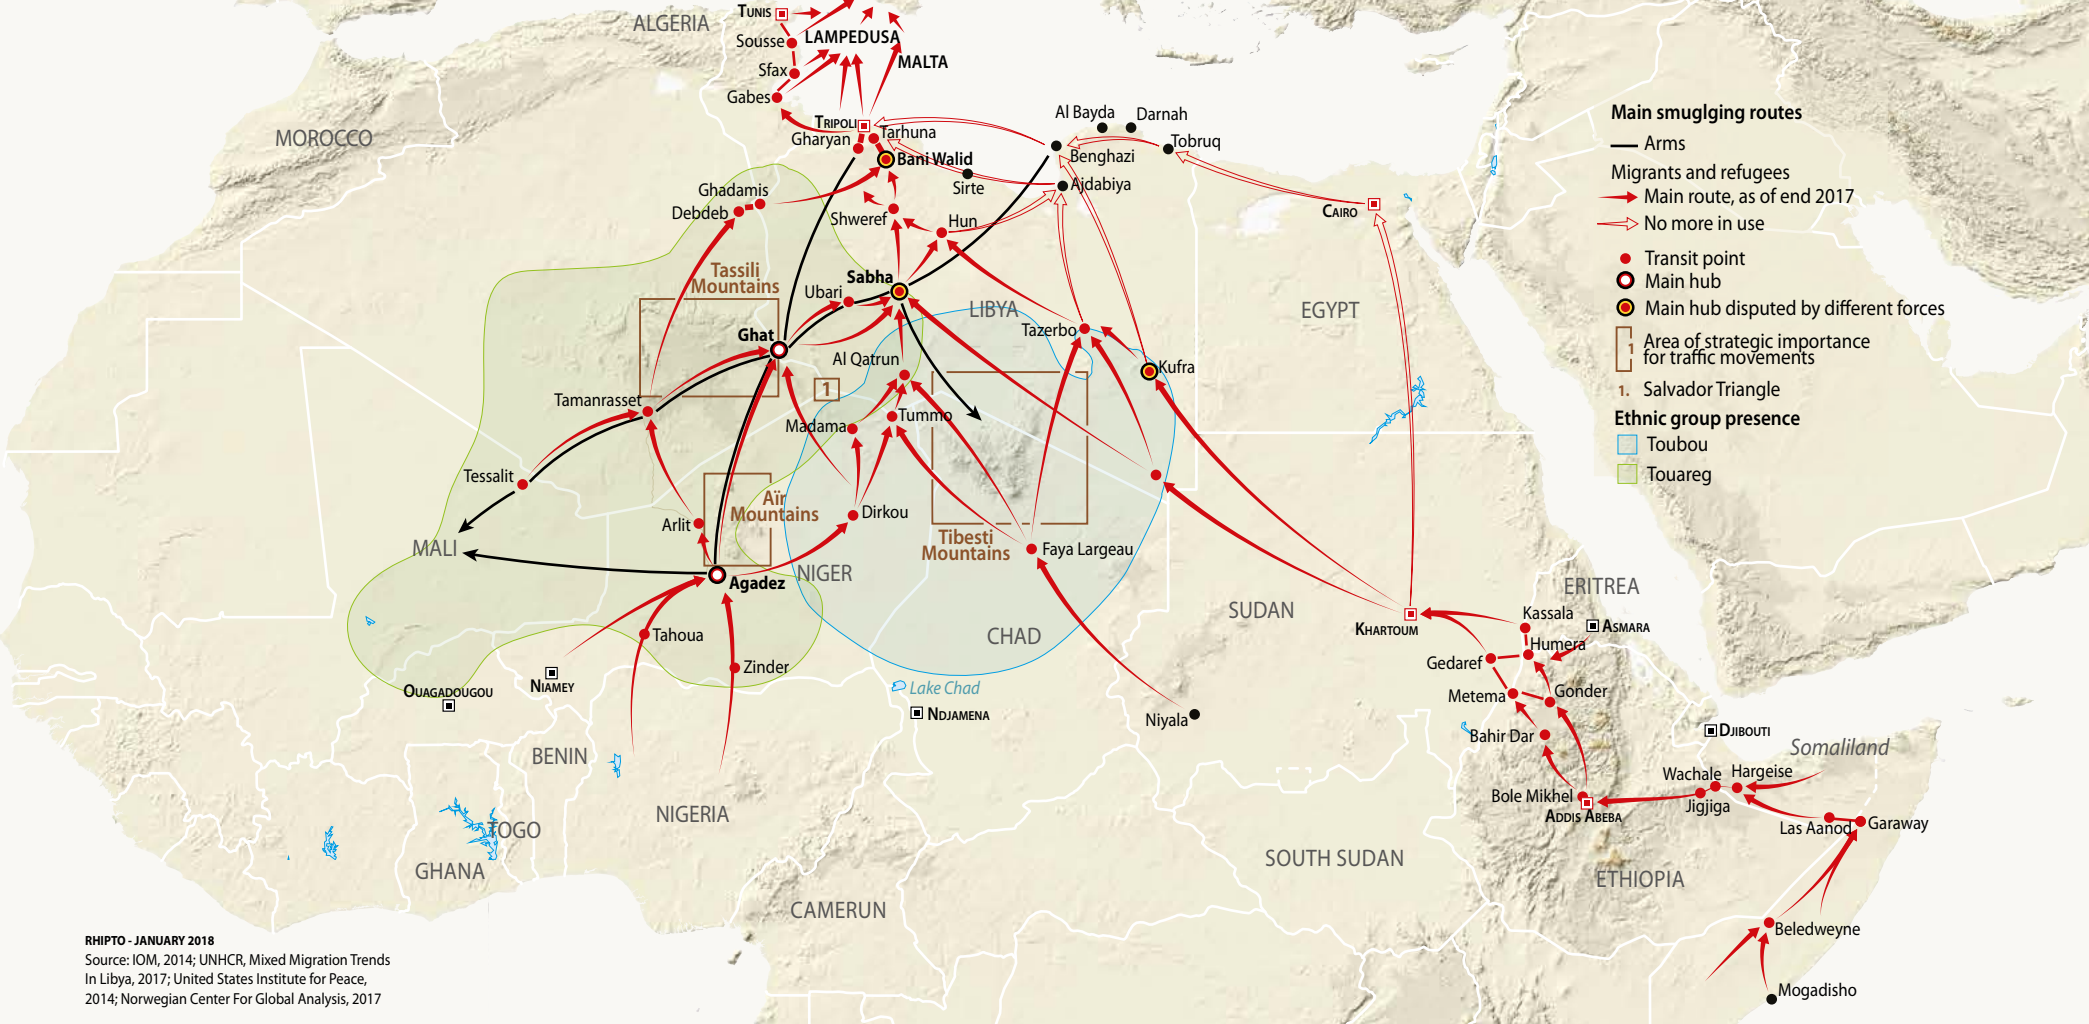 TUNIS
ALGERIA
Sousse
LAMPEDUSA
Sfax
MALTA
Gabes
MOROCCO
TRIPOLI
Tarhuna
Gharyan
Bani Walid
Al Bayda
Darnah
Tobruq
Benghazi
Sirte
Ajdabiya
Ghadamis
Debdeb
Shweref
Hun
CAIRO
Tassili
Mountains
Sabha
Ubari
LIBYA
EGYPT
Tazerbo
Ghat
Al Qatrun
Kufra
1
Tamanrasset
Madama
Tummo
Tessalit
Aïr
Mountains
Arlit
Dirkou
MALI
Tibesti
Mountains
Faya Largeau
Agadez
NIGER
SUDAN
ERITREA
CHAD
Tahoua
Zinder
KHARTOUM
Kassala
ASMARA
Humera
Gedaref
NIAMEY
OUAGADOUGOU
Lake Chad
NDJAMENA
Metema
Gonder
Niyala
Bahir Dar
DJIBOUTI
Somaliland
BENIN
Wachale
Hargeise
Bole Mikhel
Jigjiga
ADDIS ABEBA
NIGERIA
TOGO
Las Aanod
Garaway
GHANA
SOUTH SUDAN
ETHIOPIA
CAMERUN
Beledweyne
Mogadisho
Main smuglging routes
Arms
Migrants and refugees
Main route, as of end 2017
No more in use
Transit point
Main hub
Main hub disputed by different forces
1
Area of strategic importance
for traffic movements
1. Salvador Triangle
Ethnic group presence
Toubou
Touareg
RHIPTO - JANUARY 2018
Source: IOM, 2014; UNHCR, Mixed Migration Trends
In Libya, 2017; United States Institute for Peace,
2014; Norwegian Center For Global Analysis, 2017